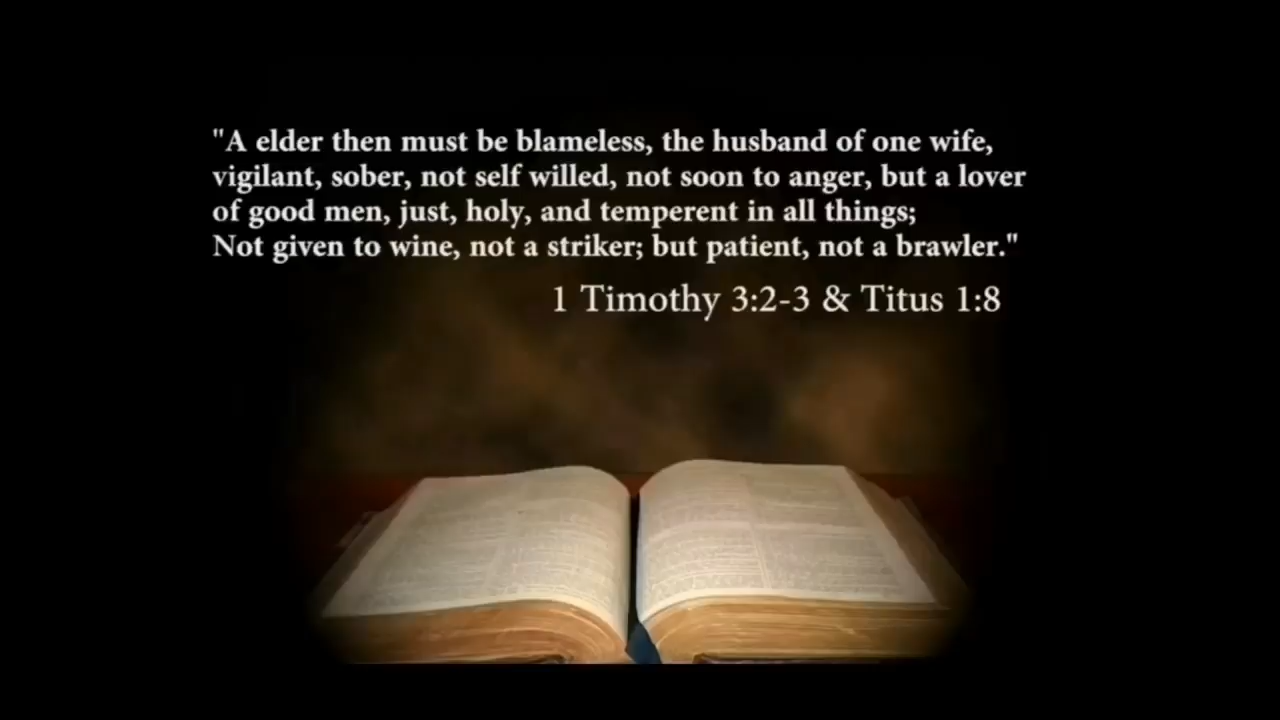 "A elder then must be blameless, the husband of one wife,
vigilant, sober, not self willed, not soon to anger, but a lover
of good men, just, holy, and temperent in all things;
Not given to wine, not a striker; but patient, not a brawler."
1 Timothy 3:2-3 & Titus 1:8